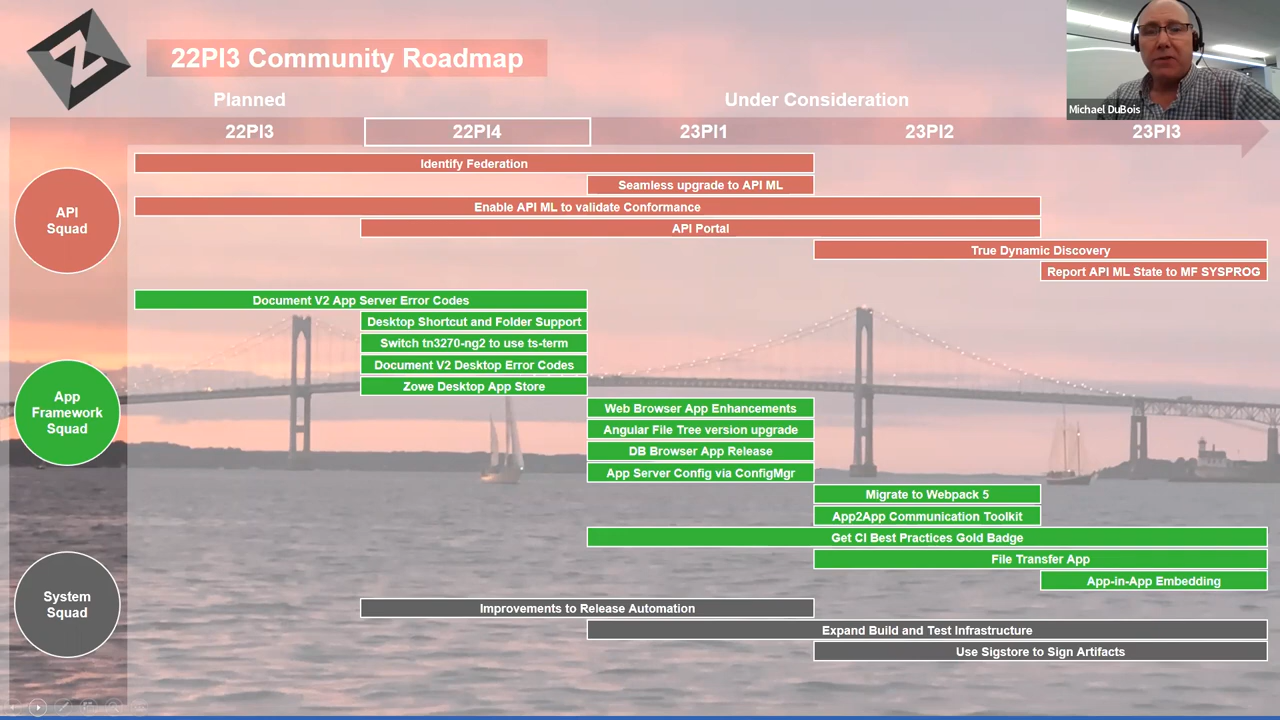 22PI3 Community Roadmap
Michael DuBois
Planned
Under Consideration
22PI3
22PI4
23PI1
23PI2
23PI3
API
Squad
Identify Federation
Seamless upgrade to API ML
Enable API ML to validate Conformance
API Portal
True Dynamic Discovery
Report API ML State to MF SYSPROG
App
Framework
Squad
Document V2 App Server Error Codes
Desktop Shortcut and Folder Support
Switch tn3270-ng2 to use ts-term
Document V2 Desktop Error Codes
Zowe Desktop App Store
Web Browser App Enhancements
Angular File Tree version upgrade
DB Browser App Release
App Server Config via ConfigMgr
Migrate to Webpack 5
App2App Communication Toolkit
Get CI Best Practices Gold Badge
File Transfer App
App-in-App Embedding
System
Squad
Improvements to Release Automation
Expand Build and Test Infrastructure
Use Sigstore to Sign Artifacts